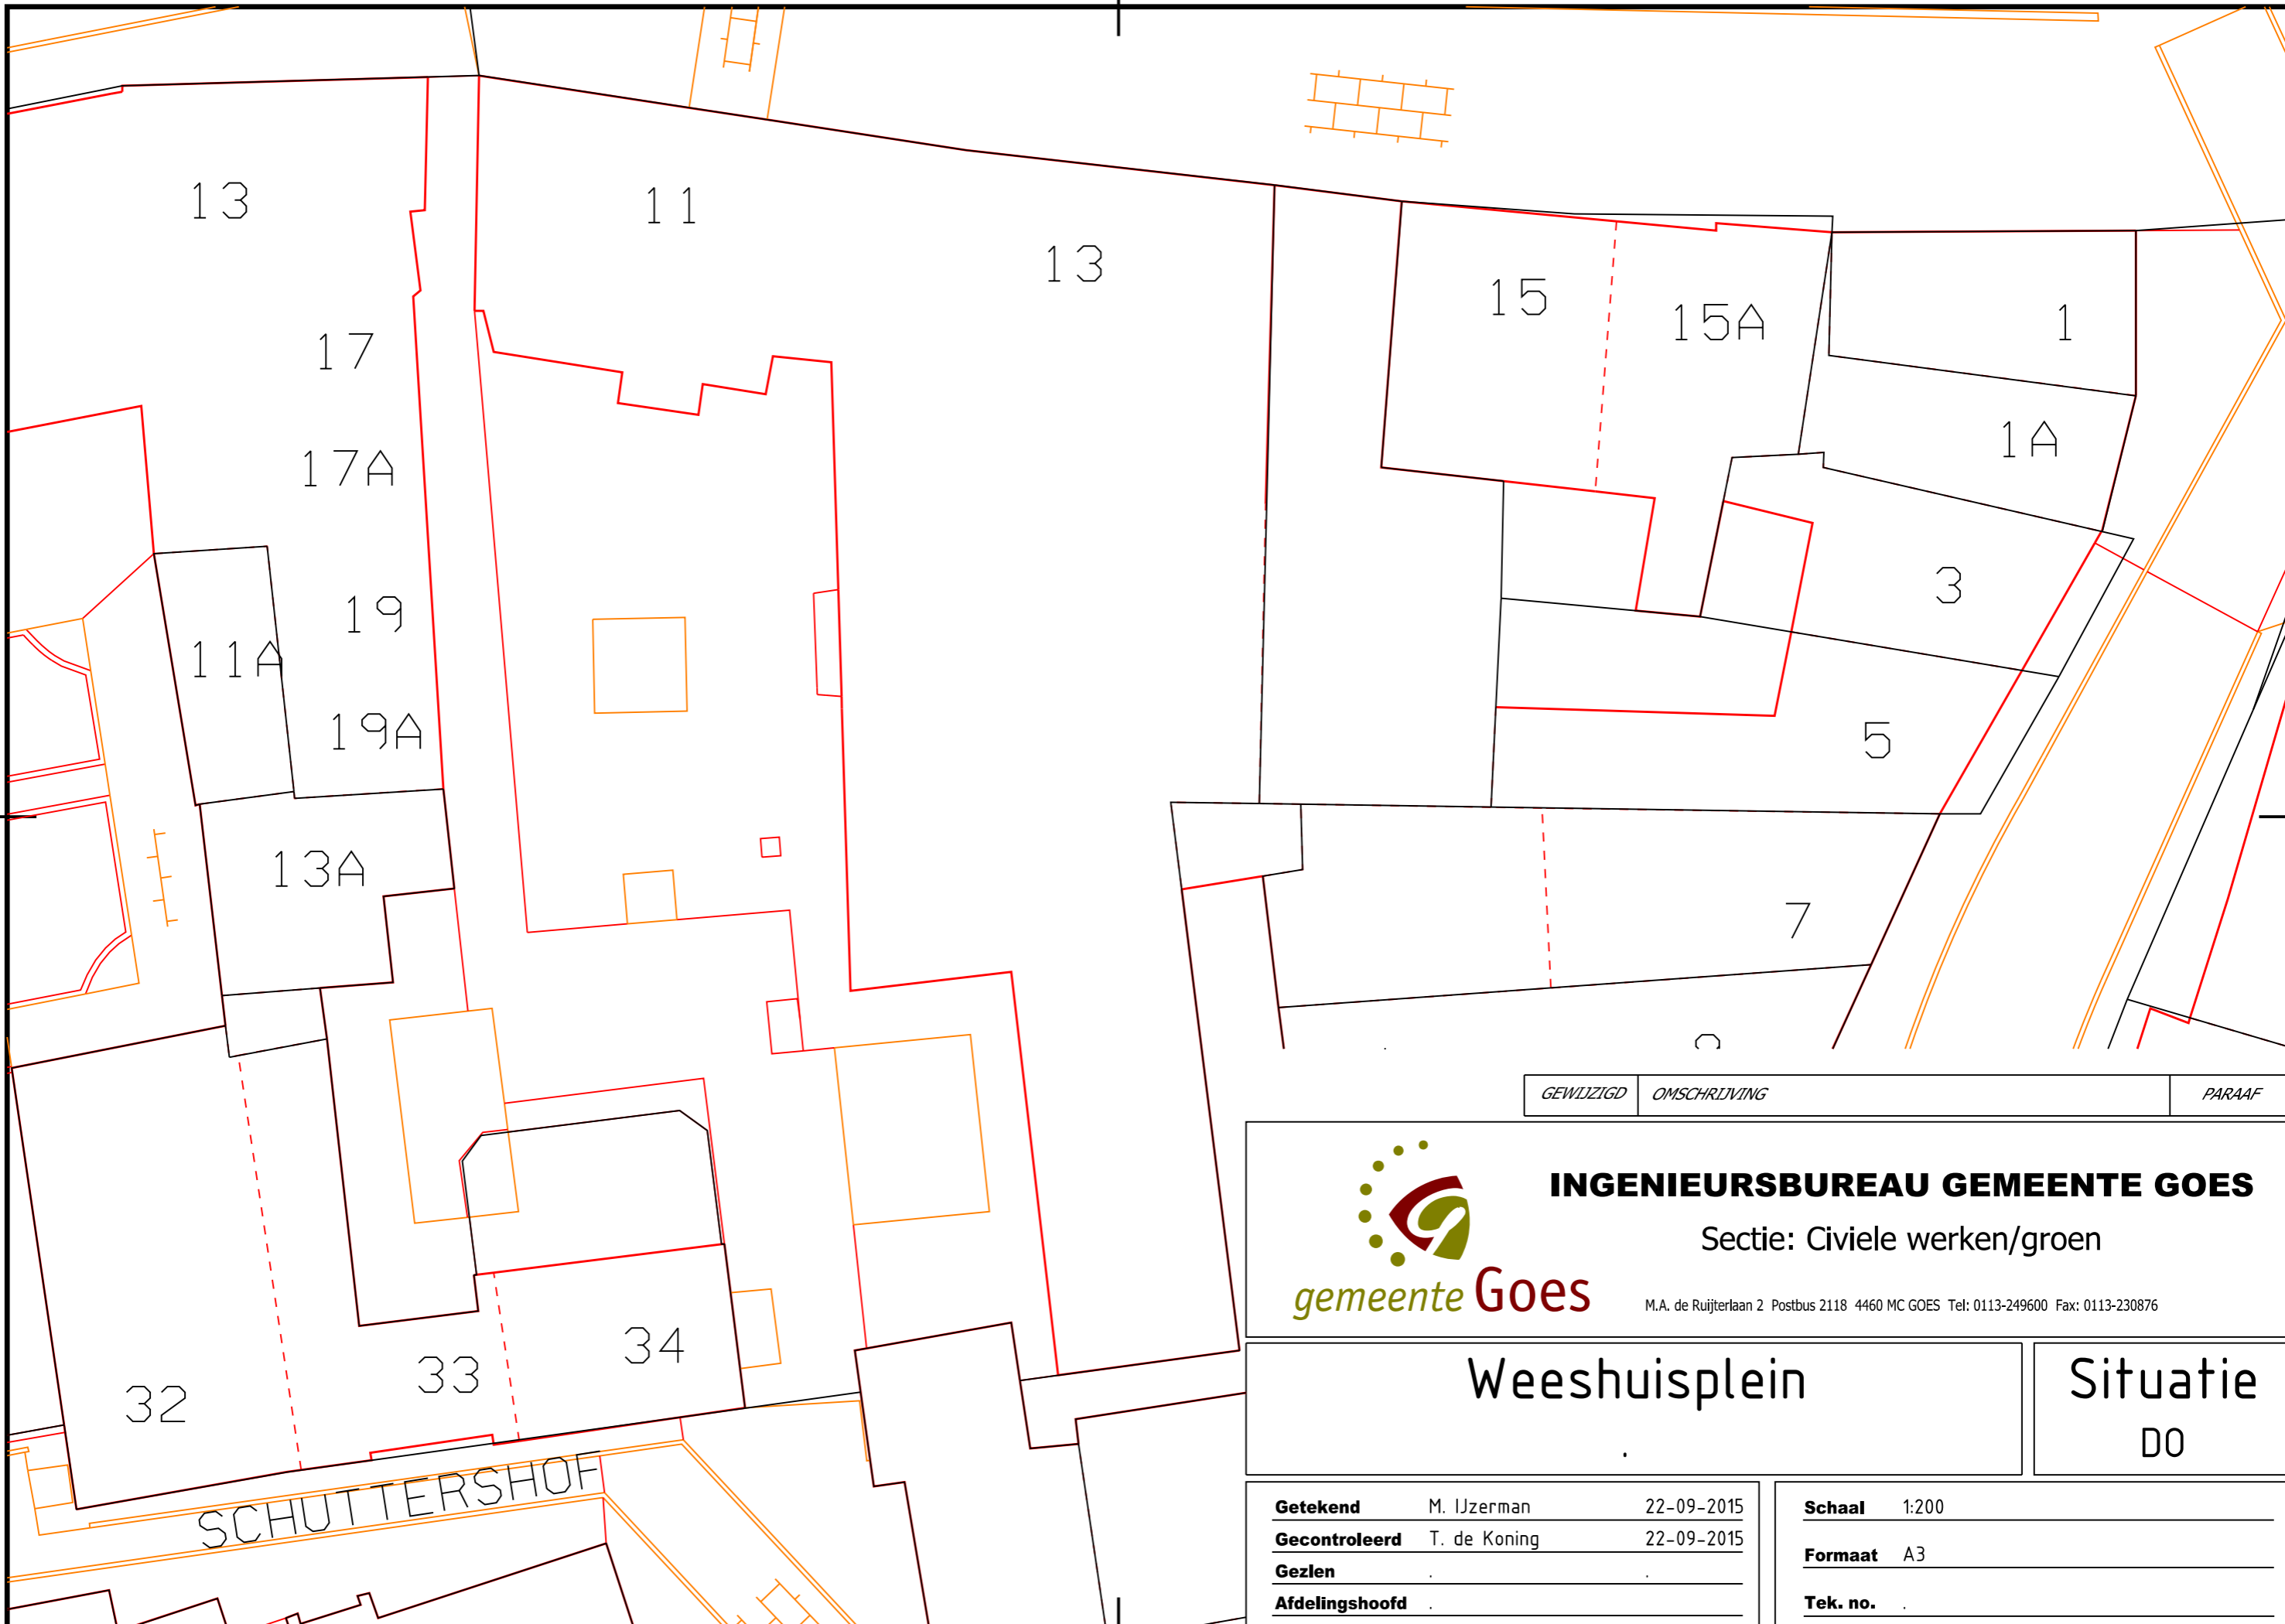 13
11
13
15
15A
1
17
1A
17A
3
19
11A
19A
5
13A
7
34
33
32
SCHUTTERSHOF
GEWIJZIGD OMSCHRIJVING PARAAF
INGENIEURSBUREAU GEMEENTE GOES
Sectie: Civiele werken/groen
gemeente Goes
M.A. de Ruijterlaan 2 Postbus 2118 4460 MC GOES Tel: 0113-249600 Fax: 0113-230876
Weeshuisplein
.
Situatie
DO
Getekend M. IJzerman 22-09-2015
Gecontroleerd T. de Koning 22-09-2015
Gezien . .
Afdelingshoofd .
Schaal 1:200
Formaat A3
Tek. no. .